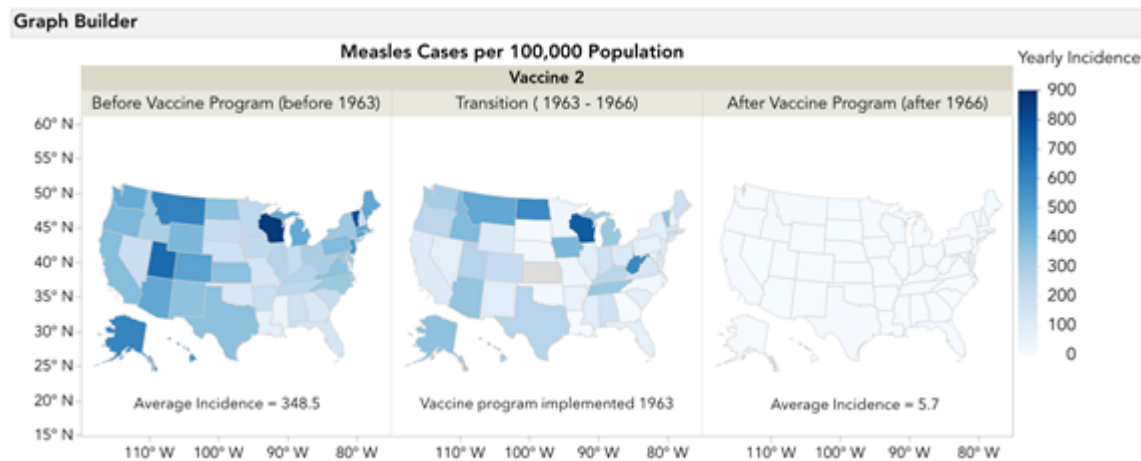 Graph Builder
Measles Cases per 100,000 Population
Vaccine 2
Before Vaccine Program (before 1963)
Transition ( 1963 - 1966)
After Vaccine Program (after 1966)
Yearly Incidence
900
800
700
600
500
400
300
200
100
0
60° N
55° N
50° N
45° N
40° N
35° N
30° N
25° N
20° N
15° N
Average Incidence = 348.5
Vaccine program implemented 1963
Average Incidence = 5.7
110° W 100° W 90° W 80° W
110° W 100° W 90° W 80° W
110° W 100° W 90° W 80° W